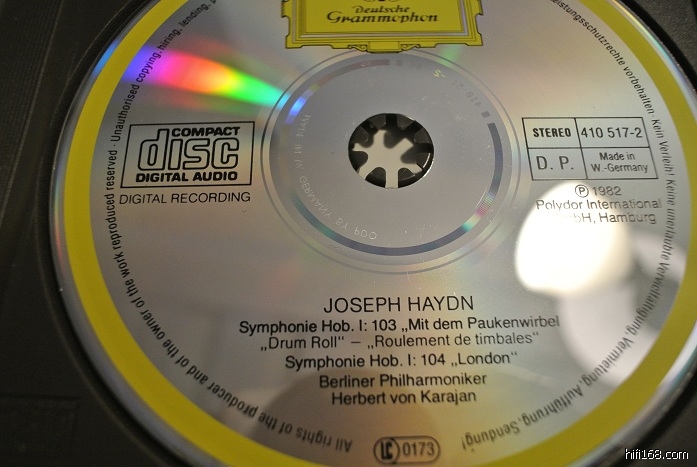 Deutsche
Grammophon
COMPACT
disc
DIGITAL AUDIO
DIGITAL RECORDING
STEREO
410 517-2
D. P.
Made in
W.-Germany
℗ 1982
Polydor International
Hamburg
JOSEPH HAYDN
Symphonie Hob. I: 103 „Mit dem Paukenwirbel
„Drum Roll“ – „Roulement de timbales“
Symphonie Hob. I: 104 „London“
Berliner Philharmoniker
Herbert von Karajan
LC 0173
All rights of the producer and of the owner of the work reproduced reserved · Unauthorised copying, hiring, lending,
leistungsschutzrechte vorbehalten · Kein Verleih! Keine unerlaubte Vervielfältigung, Vermietung, Aufführung, Sendung!
hifi168.com